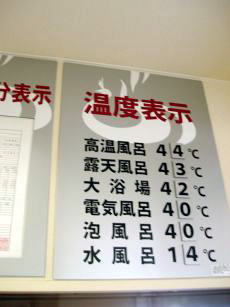 分表示
温度表示
高温風呂 44℃
露天風呂 43℃
大浴場 42℃
電気風呂 40℃
泡風呂 40℃
水風呂 14℃